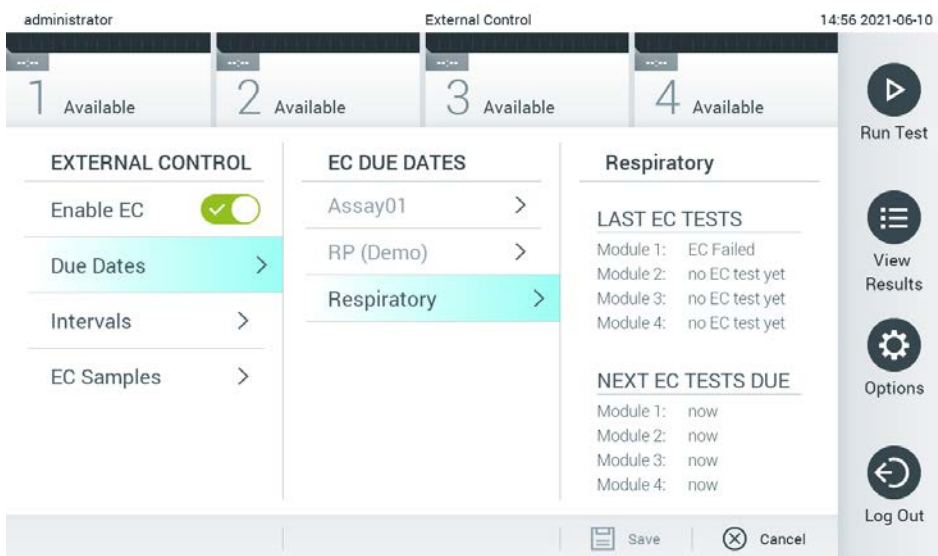 administrator
External Control
14:56 2021-06-10
--:--
1 Available
--:--
2 Available
--:--
3 Available
--:--
4 Available
Run Test
View
Results
Options
Log Out
EXTERNAL CONTROL
Enable EC
Due Dates
Intervals
EC Samples
EC DUE DATES
Assay01
RP (Demo)
Respiratory
Respiratory
LAST EC TESTS
Module 1: EC Failed
Module 2: no EC test yet
Module 3: no EC test yet
Module 4: no EC test yet
NEXT EC TESTS DUE
Module 1: now
Module 2: now
Module 3: now
Module 4: now
Save
Cancel